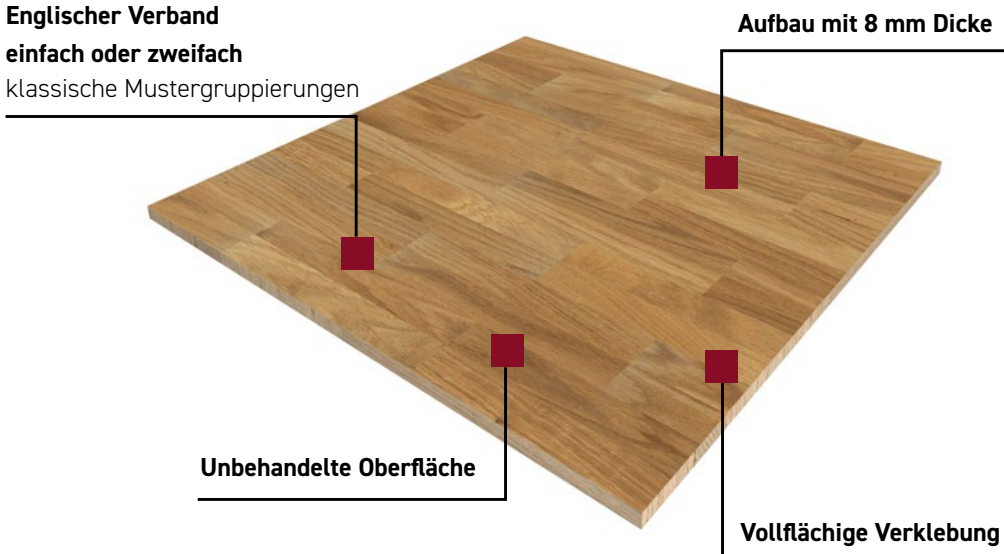 Englischer Verband
einfach oder zweifach
klassische Mustergruppierungen
Aufbau mit 8 mm Dicke
Unbehandelte Oberfläche
Vollflächige Verklebung